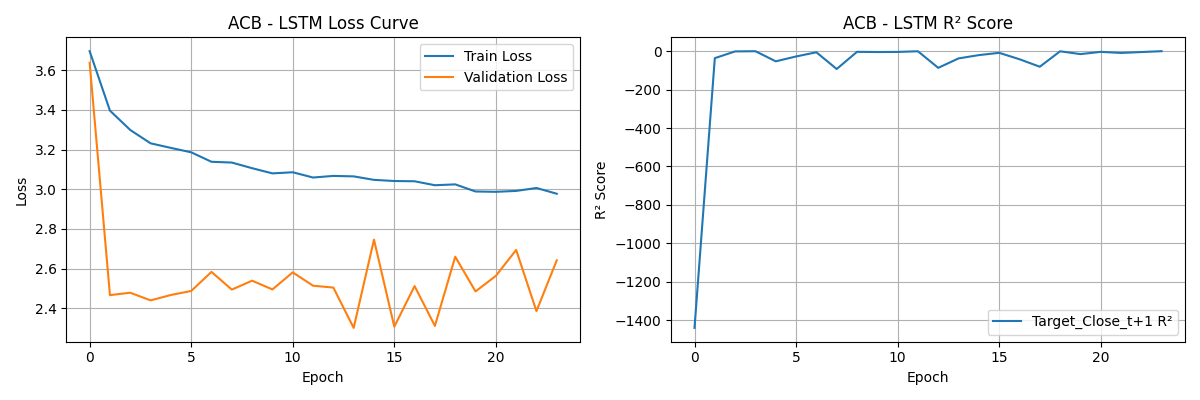 ACB - LSTM Loss Curve
Train Loss
Validation Loss
3.6
3.4
3.2
3.0
2.8
2.6
2.4
Loss
0 5 10 15 20
Epoch
ACB - LSTM R² Score
0
−200
−400
−600
−800
−1000
−1200
−1400
R² Score
Target_Close_t+1 R²
0 5 10 15 20
Epoch